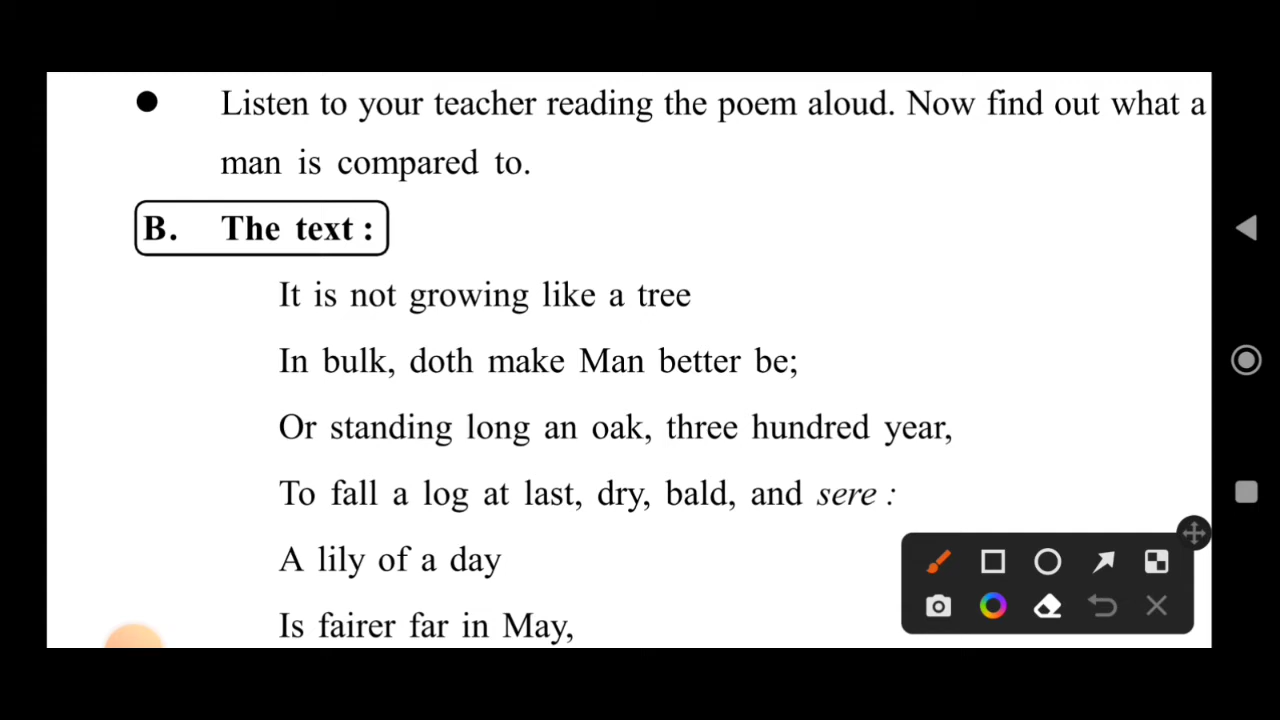 ● Listen to your teacher reading the poem aloud. Now find out what a
man is compared to.
B. The text :
It is not growing like a tree
In bulk, doth make Man better be;
Or standing long an oak, three hundred year,
To fall a log at last, dry, bald, and sere :
A lily of a day
Is fairer far in May,